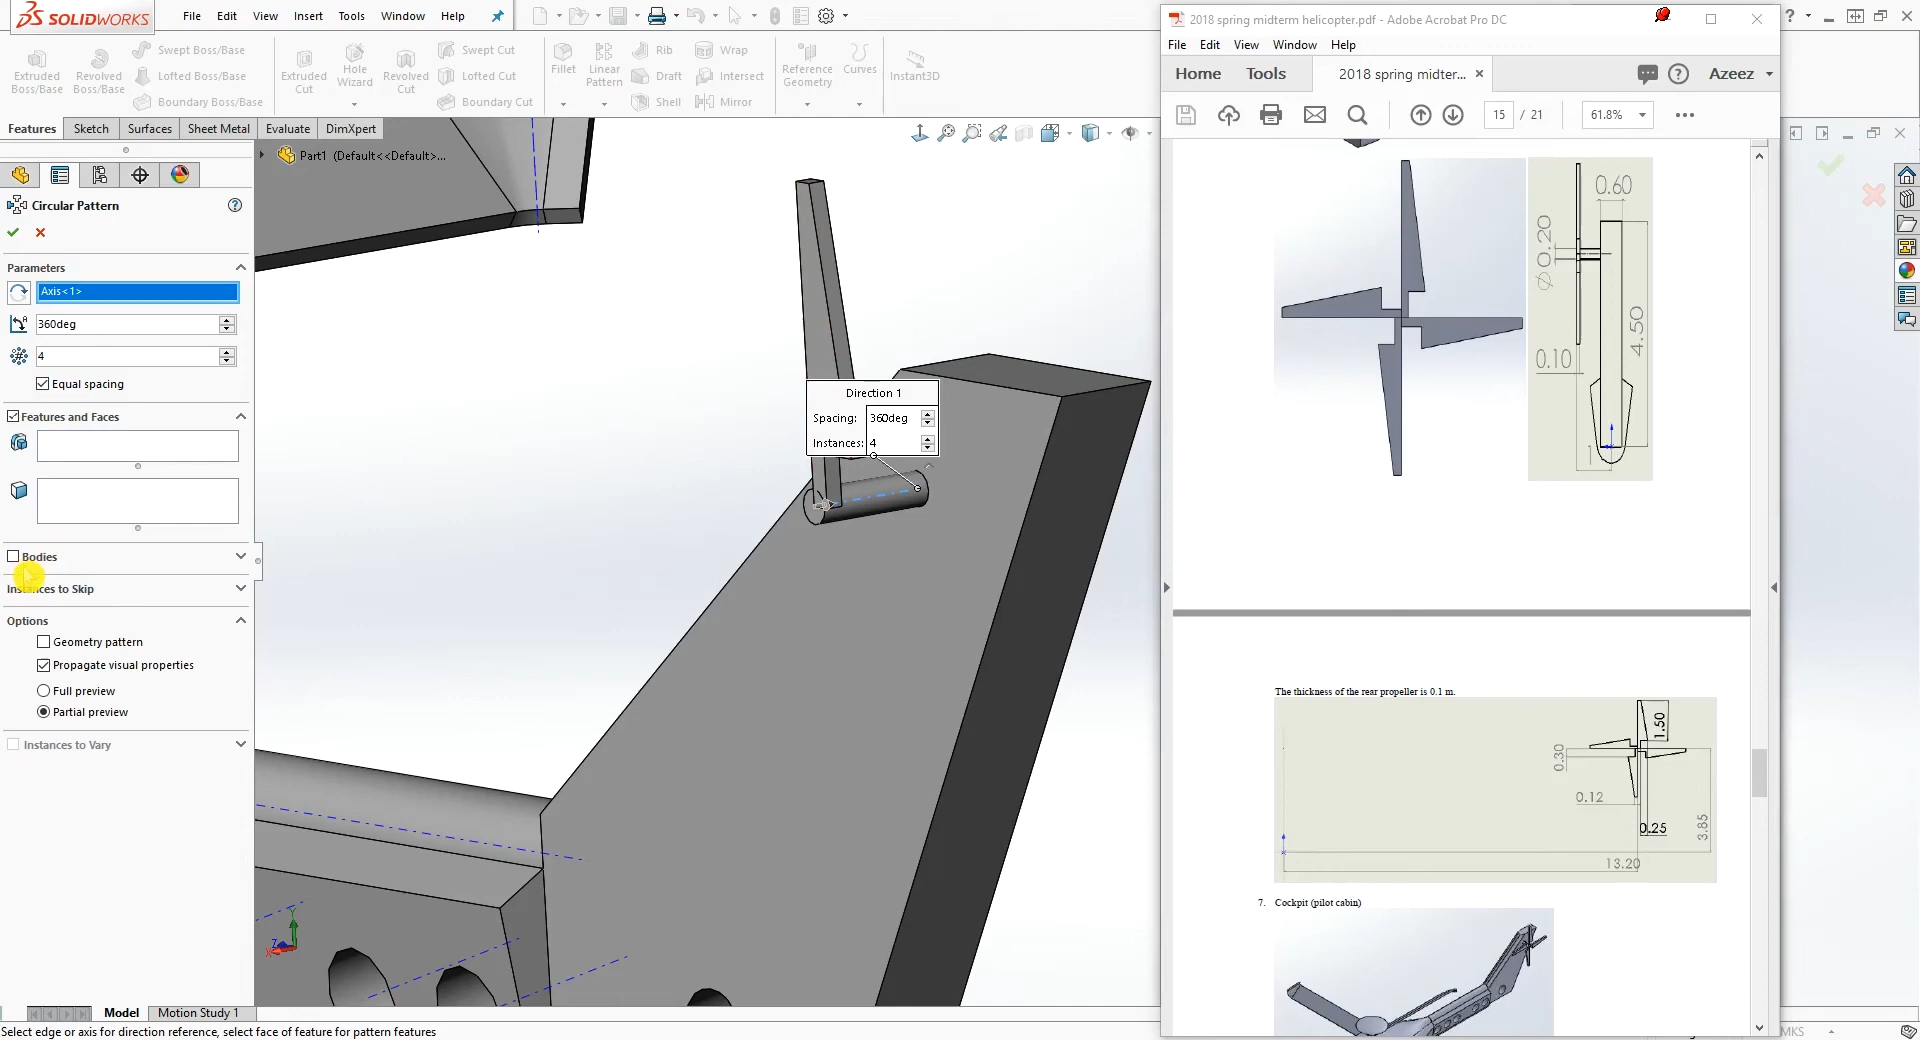 SOLIDWORKS
File Edit View Insert Tools Window Help
Extruded Boss/Base
Revolved Boss/Base
Swept Boss/Base
Lofted Boss/Base
Boundary Boss/Base
Extruded Cut
Hole Wizard
Revolved Cut
Swept Cut
Lofted Cut
Boundary Cut
Fillet
Linear Pattern
Rib
Draft
Shell
Wrap
Intersect
Mirror
Reference Geometry
Curves
Instant3D
Features Sketch Surfaces Sheet Metal Evaluate DimXpert
Part1 (Default<<Default>...
Circular Pattern
Parameters
Axis<1>
360deg
4
Equal spacing
Features and Faces
Bodies
Instances to Skip
Options
Geometry pattern
Propagate visual properties
Full preview
Partial preview
Instances to Vary
Direction 1
Spacing: 360deg
Instances: 4
Y
Z
X
Model Motion Study 1
Select edge or axis for direction reference, select face of feature for pattern features
MKS
2018 spring midterm helicopter.pdf - Adobe Acrobat Pro DC
File Edit View Window Help
Home Tools 2018 spring midter... ×
Azeez
15 / 21
61.8%
0.60
Ø0.20
4.50
0.10
1
The thickness of the rear propeller is 0.1 m.
1.50
0.30
0.12
0.25
3.85
13.20
7. Cockpit (pilot cabin)